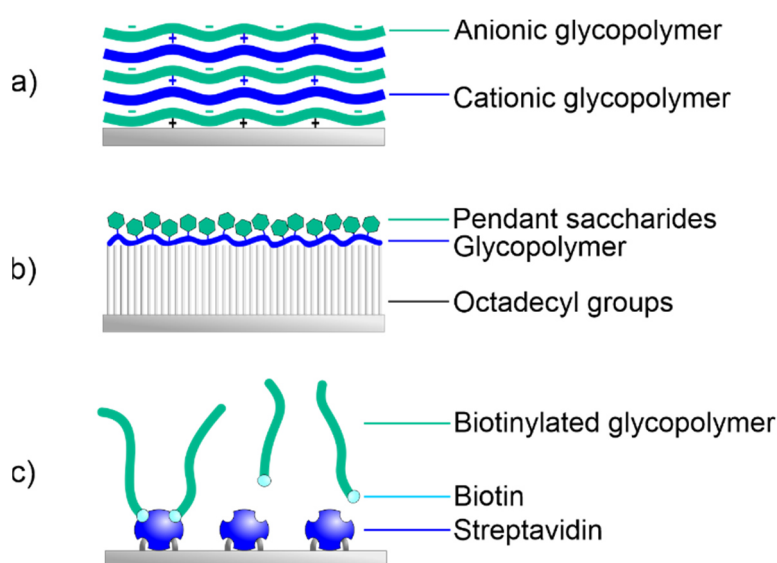 a)
Anionic glycopolymer
Cationic glycopolymer
b)
Pendant saccharides
Glycopolymer
Octadecyl groups
c)
Biotinylated glycopolymer
Biotin
Streptavidin